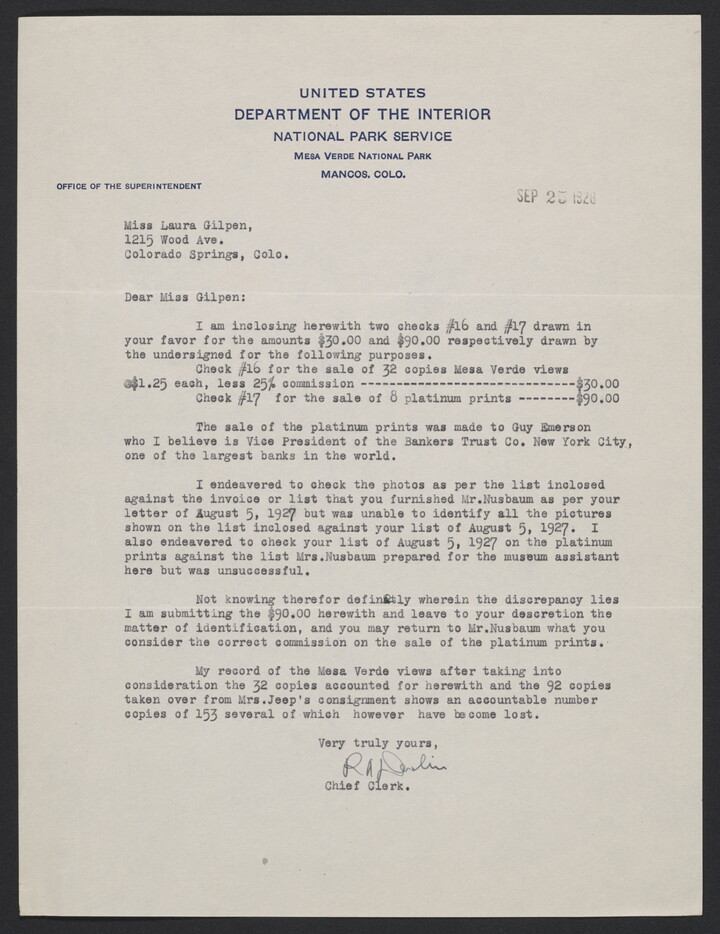 UNITED STATES
DEPARTMENT OF THE INTERIOR
NATIONAL PARK SERVICE
MESA VERDE NATIONAL PARK
MANCOS, COLO.
OFFICE OF THE SUPERINTENDENT
SEP 25 1928
Miss Laura Gilpen,
1215 Wood Ave.
Colorado Springs, Colo.
Dear Miss Gilpen:
I am inclosing herewith two checks #16 and #17 drawn in
your favor for the amounts $30.00 and $90.00 respectively drawn by
the undersigned for the following purposes.
Check #16 for the sale of 32 copies Mesa Verde views
@$1.25 each, less 25% commission ------------------------------$30.00
Check #17 for the sale of 8 platinum prints --------$90.00
The sale of the platinum prints was made to Guy Emerson
who I believe is Vice President of the Bankers Trust Co. New York City,
one of the largest banks in the world.
I endeavered to check the photos as per the list inclosed
against the invoice or list that you furnished Mr.Nusbaum as per your
letter of August 5, 1927 but was unable to identify all the pictures
shown on the list inclosed against your list of August 5, 1927. I
also endeavered to check your list of August 5, 1927 on the platinum
prints against the list Mrs.Nusbaum prepared for the museum assistant
here but was unsuccessful.
Not knowing therefor definatly wherein the discrepancy lies
I am submitting the $90.00 herewith and leave to your descretion the
matter of identification, and you may return to Mr.Nusbaum what you
consider the correct commission on the sale of the platinum prints.
My record of the Mesa Verde views after taking into
consideration the 32 copies accounted for herewith and the 92 copies
taken over from Mrs.Jeep's consignment shows an accountable number
copies of 153 several of which however have become lost.
Very truly yours,
Chief Clerk.